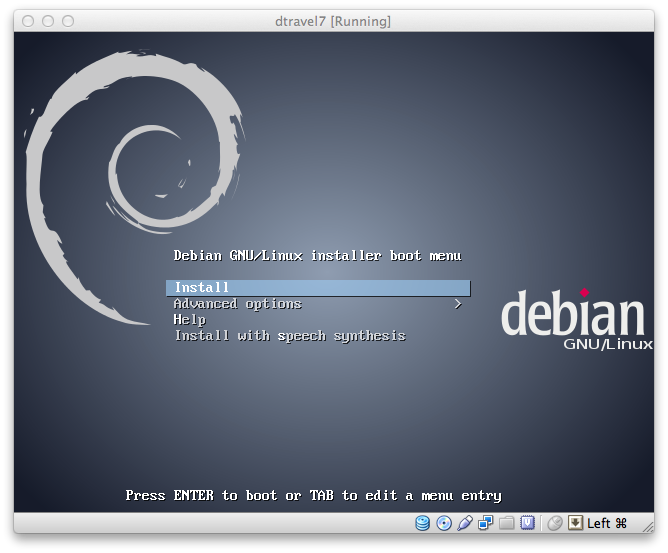 dtravel7 [Running]
Debian GNU/Linux installer boot menu
Install
Advanced options >
Help
Install with speech synthesis
debian
GNU/Linux
Press ENTER to boot or TAB to edit a menu entry
Left ⌘